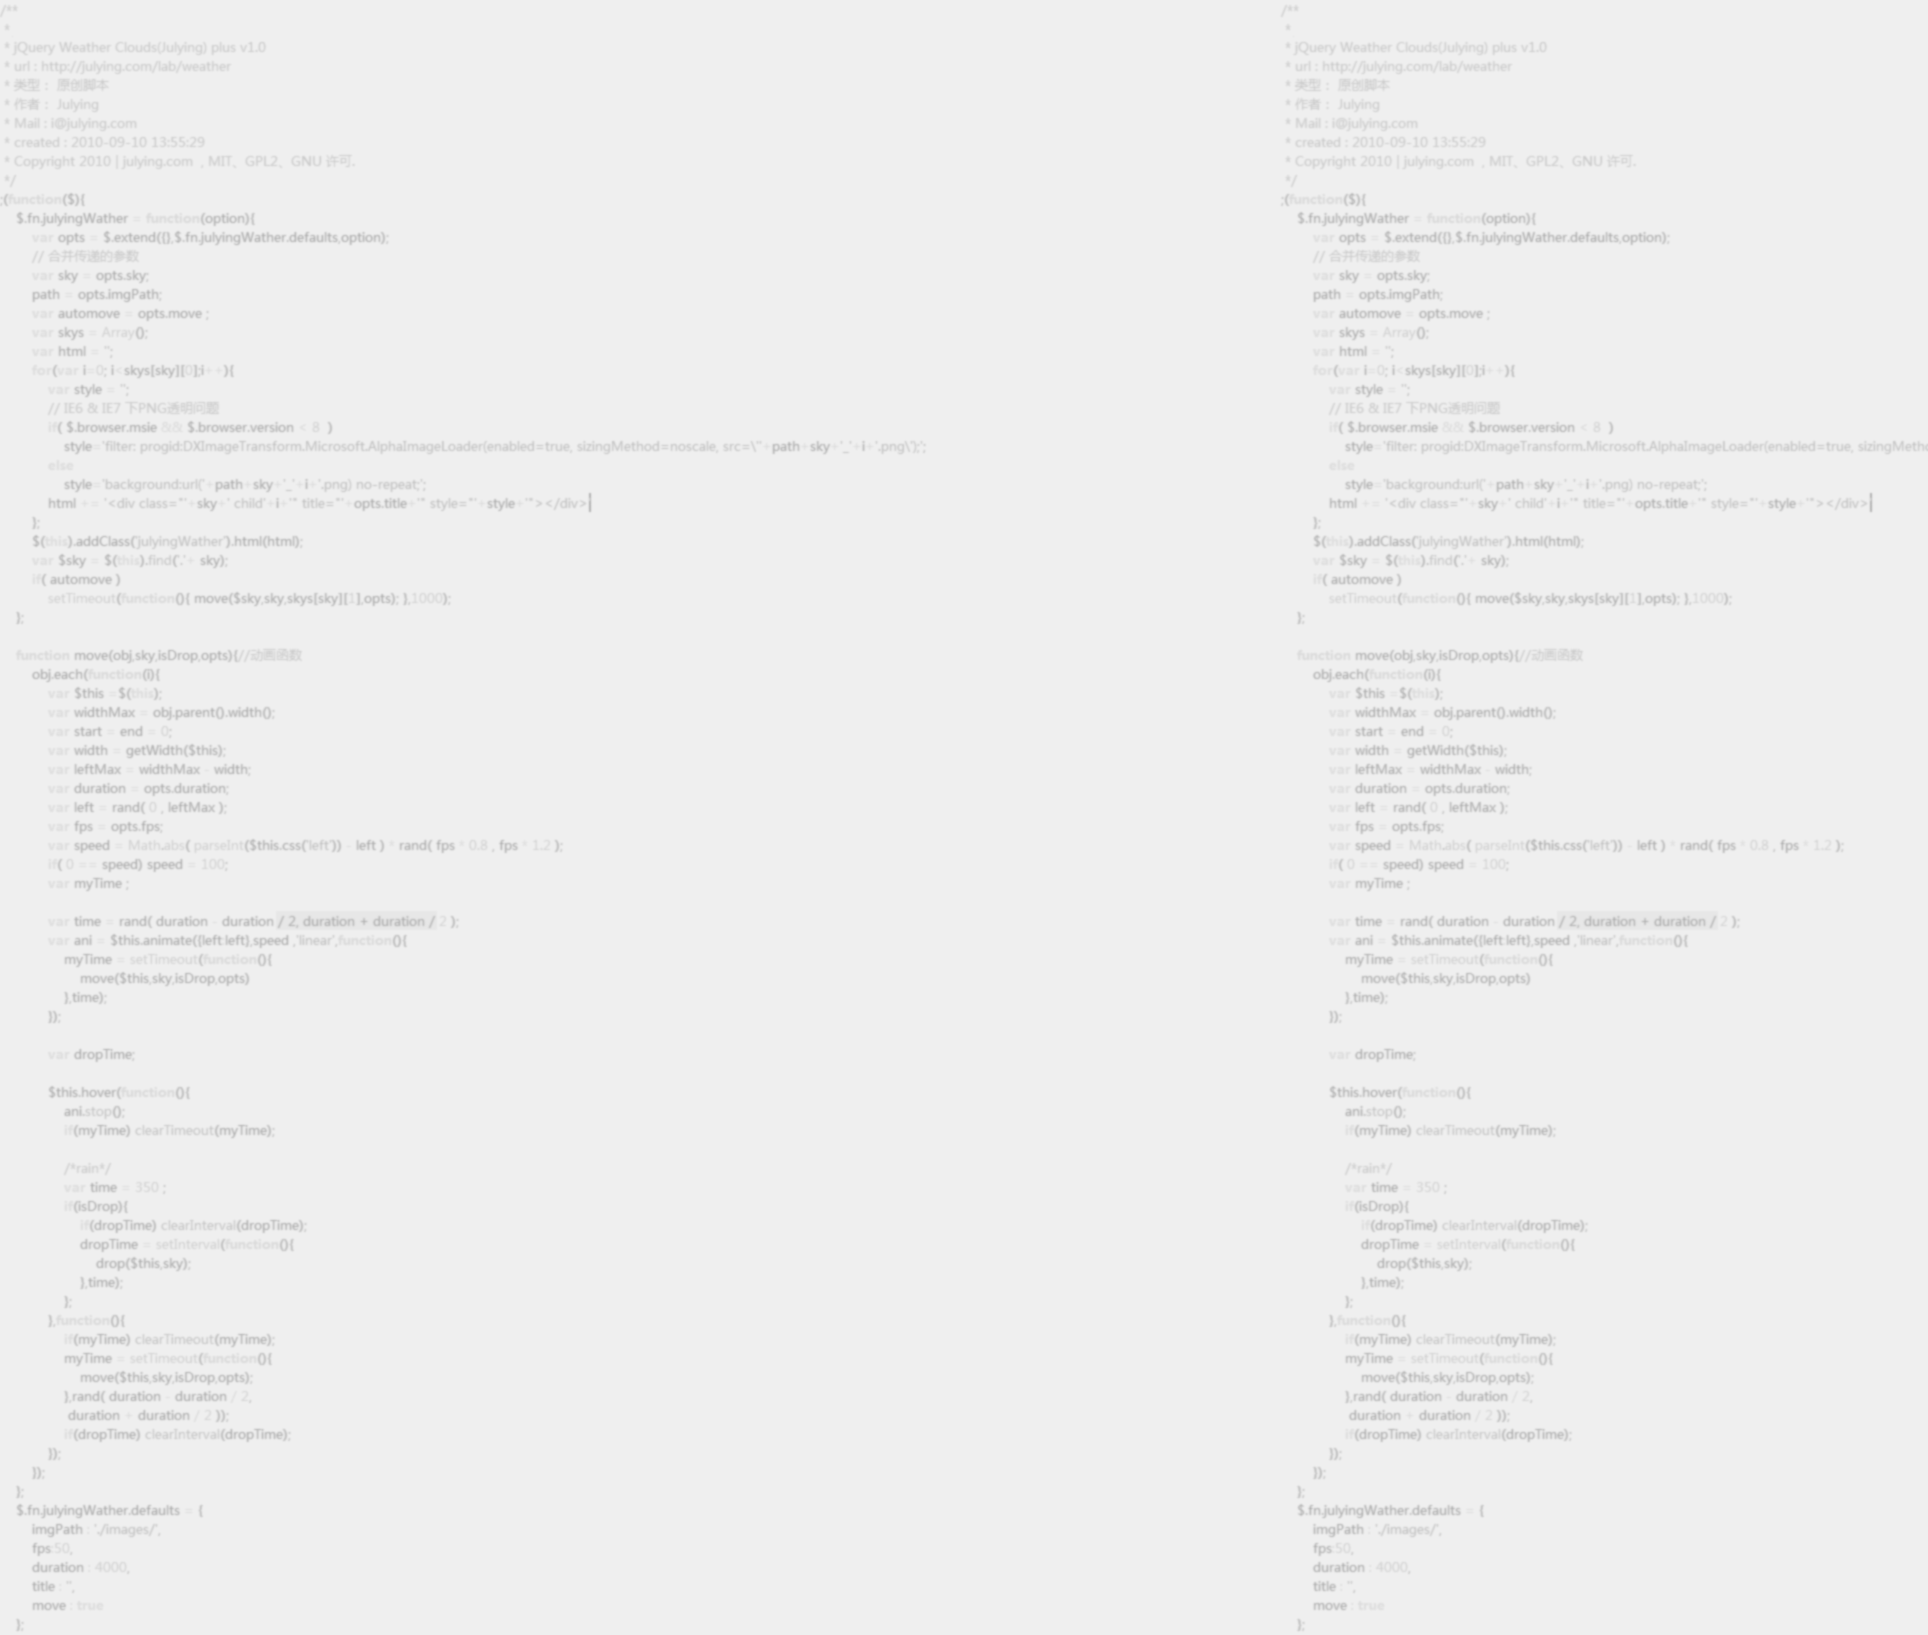 /**
 *
 * jQuery Weather Clouds(Julying) plus v1.0
 * url : http://julying.com/lab/weather
 * 类型： 原创脚本
 * 作者： Julying
 * Mail : i@julying.com
 * created : 2010-09-10 13:55:29
 * Copyright 2010 | julying.com , MIT、GPL2、GNU 许可.
 */
;(function($){
    $.fn.julyingWather = function(option){
        var opts = $.extend({},$.fn.julyingWather.defaults,option);
        // 合并传递的参数
        var sky = opts.sky;
        path = opts.imgPath;
        var automove = opts.move ;
        var skys = Array();
        var html = '';
        for(var i=0; i<skys[sky][0];i++){
            var style = '';
            // IE6 & IE7 下PNG透明问题
            if( $.browser.msie && $.browser.version < 8 )
                style='filter: progid:DXImageTransform.Microsoft.AlphaImageLoader(enabled=true, sizingMethod=noscale, src=\''+path+sky+'_'+i+'.png\');';
            else
                style='background:url('+path+sky+'_'+i+'.png) no-repeat;';
            html += '<div class="'+sky+' child'+i+'" title="'+opts.title+'" style="'+style+'"></div>
        };
        $(this).addClass('julyingWather').html(html);
        var $sky = $(this).find('.'+ sky);
        if( automove )
            setTimeout(function(){ move($sky,sky,skys[sky][1],opts); },1000);
    };
    function move(obj,sky,isDrop,opts){//动画函数
        obj.each(function(i){
            var $this =$(this);
            var widthMax = obj.parent().width();
            var start = end = 0;
            var width = getWidth($this);
            var leftMax = widthMax - width;
            var duration = opts.duration;
            var left = rand( 0 , leftMax );
            var fps = opts.fps;
            var speed = Math.abs( parseInt($this.css('left')) - left ) * rand( fps * 0.8 , fps * 1.2 );
            if( 0 == speed) speed = 100;
            var myTime ;
            var time = rand( duration - duration / 2, duration + duration / 2 );
            var ani = $this.animate({left:left},speed ,'linear',function(){
                myTime = setTimeout(function(){
                    move($this,sky,isDrop,opts)
                },time);
            });
            var dropTime;
            $this.hover(function(){
                ani.stop();
                if(myTime) clearTimeout(myTime);
                /*rain*/
                var time = 350 ;
                if(isDrop){
                    if(dropTime) clearInterval(dropTime);
                    dropTime = setInterval(function(){
                        drop($this,sky);
                    },time);
                };
            },function(){
                if(myTime) clearTimeout(myTime);
                myTime = setTimeout(function(){
                    move($this,sky,isDrop,opts);
                },rand( duration - duration / 2,
                 duration + duration / 2 ));
                if(dropTime) clearInterval(dropTime);
            });
        });
    };
    $.fn.julyingWather.defaults = {
        imgPath : './images/',
        fps:50,
        duration : 4000,
        title : '',
        move : true
    };
/**
 *
 * jQuery Weather Clouds(Julying) plus v1.0
 * url : http://julying.com/lab/weather
 * 类型： 原创脚本
 * 作者： Julying
 * Mail : i@julying.com
 * created : 2010-09-10 13:55:29
 * Copyright 2010 | julying.com , MIT、GPL2、GNU 许可.
 */
;(function($){
    $.fn.julyingWather = function(option){
        var opts = $.extend({},$.fn.julyingWather.defaults,option);
        // 合并传递的参数
        var sky = opts.sky;
        path = opts.imgPath;
        var automove = opts.move ;
        var skys = Array();
        var html = '';
        for(var i=0; i<skys[sky][0];i++){
            var style = '';
            // IE6 & IE7 下PNG透明问题
            if( $.browser.msie && $.browser.version < 8 )
                style='filter: progid:DXImageTransform.Microsoft.AlphaImageLoader(enabled=true, sizingMeth
            else
                style='background:url('+path+sky+'_'+i+'.png) no-repeat;';
            html += '<div class="'+sky+' child'+i+'" title="'+opts.title+'" style="'+style+'"></div>
        };
        $(this).addClass('julyingWather').html(html);
        var $sky = $(this).find('.'+ sky);
        if( automove )
            setTimeout(function(){ move($sky,sky,skys[sky][1],opts); },1000);
    };
    function move(obj,sky,isDrop,opts){//动画函数
        obj.each(function(i){
            var $this =$(this);
            var widthMax = obj.parent().width();
            var start = end = 0;
            var width = getWidth($this);
            var leftMax = widthMax - width;
            var duration = opts.duration;
            var left = rand( 0 , leftMax );
            var fps = opts.fps;
            var speed = Math.abs( parseInt($this.css('left')) - left ) * rand( fps * 0.8 , fps * 1.2 );
            if( 0 == speed) speed = 100;
            var myTime ;
            var time = rand( duration - duration / 2, duration + duration / 2 );
            var ani = $this.animate({left:left},speed ,'linear',function(){
                myTime = setTimeout(function(){
                    move($this,sky,isDrop,opts)
                },time);
            });
            var dropTime;
            $this.hover(function(){
                ani.stop();
                if(myTime) clearTimeout(myTime);
                /*rain*/
                var time = 350 ;
                if(isDrop){
                    if(dropTime) clearInterval(dropTime);
                    dropTime = setInterval(function(){
                        drop($this,sky);
                    },time);
                };
            },function(){
                if(myTime) clearTimeout(myTime);
                myTime = setTimeout(function(){
                    move($this,sky,isDrop,opts);
                },rand( duration - duration / 2,
                 duration + duration / 2 ));
                if(dropTime) clearInterval(dropTime);
            });
        });
    };
    $.fn.julyingWather.defaults = {
        imgPath : './images/',
        fps:50,
        duration : 4000,
        title : '',
        move : true
    };